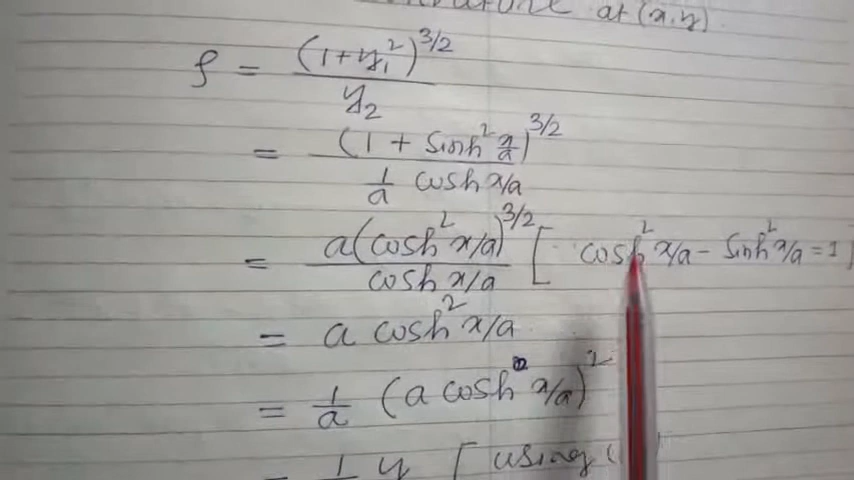 at (x,y)
ρ = (1+y₁²)^3/2 / y₂
= (1 + sinh² x/a)^3/2 / 1/a cosh x/a
= a(cosh² x/a)^3/2 / cosh x/a [ cosh² x/a - sinh² x/a = 1 ]
= a cosh² x/a
= 1/a (a cosh x/a)²
= 1 y [ using (